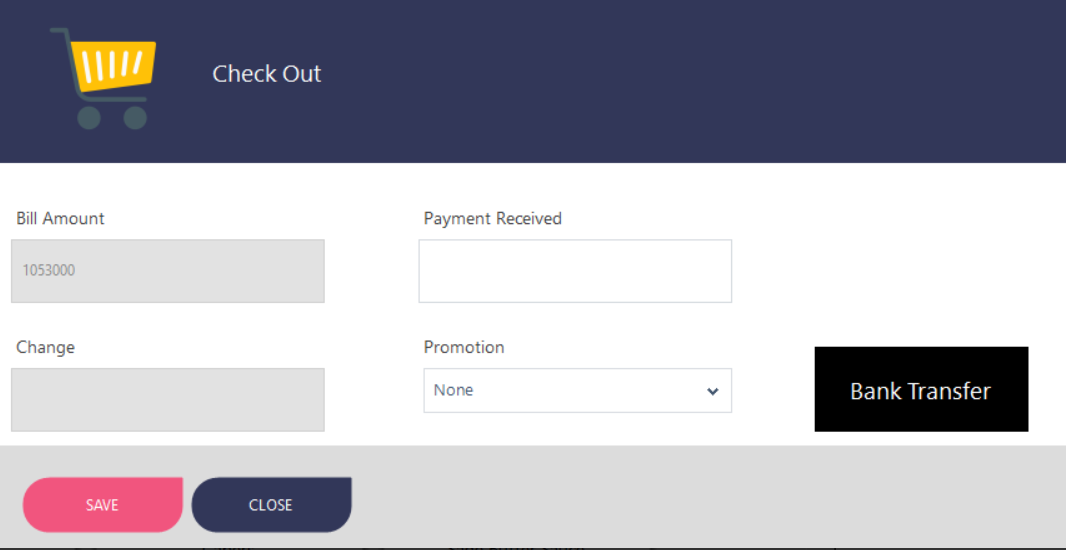 Check Out
Bill Amount
Payment Received
1053000
Change
Promotion
None
Bank Transfer
SAVE
CLOSE